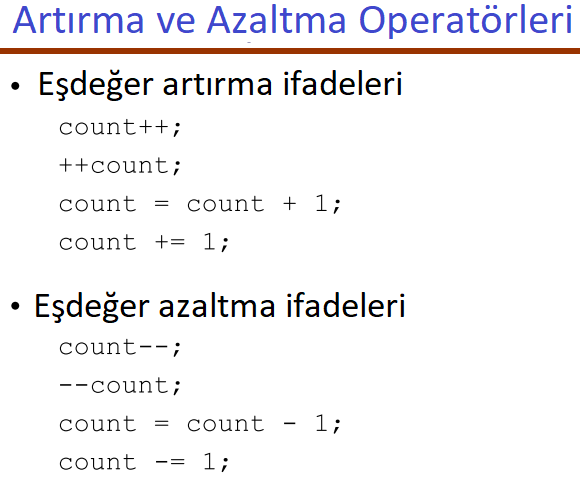 Artırma ve Azaltma Operatörleri
• Eşdeğer artırma ifadeleri
count++;
++count;
count = count + 1;
count += 1;
• Eşdeğer azaltma ifadeleri
count--;
--count;
count = count - 1;
count -= 1;